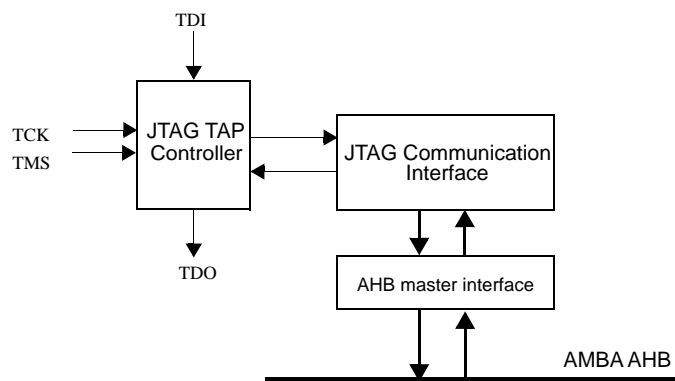 TDI
TCK
TMS
JTAG TAP
Controller
JTAG Communication
Interface
TDO
AHB master interface
AMBA AHB